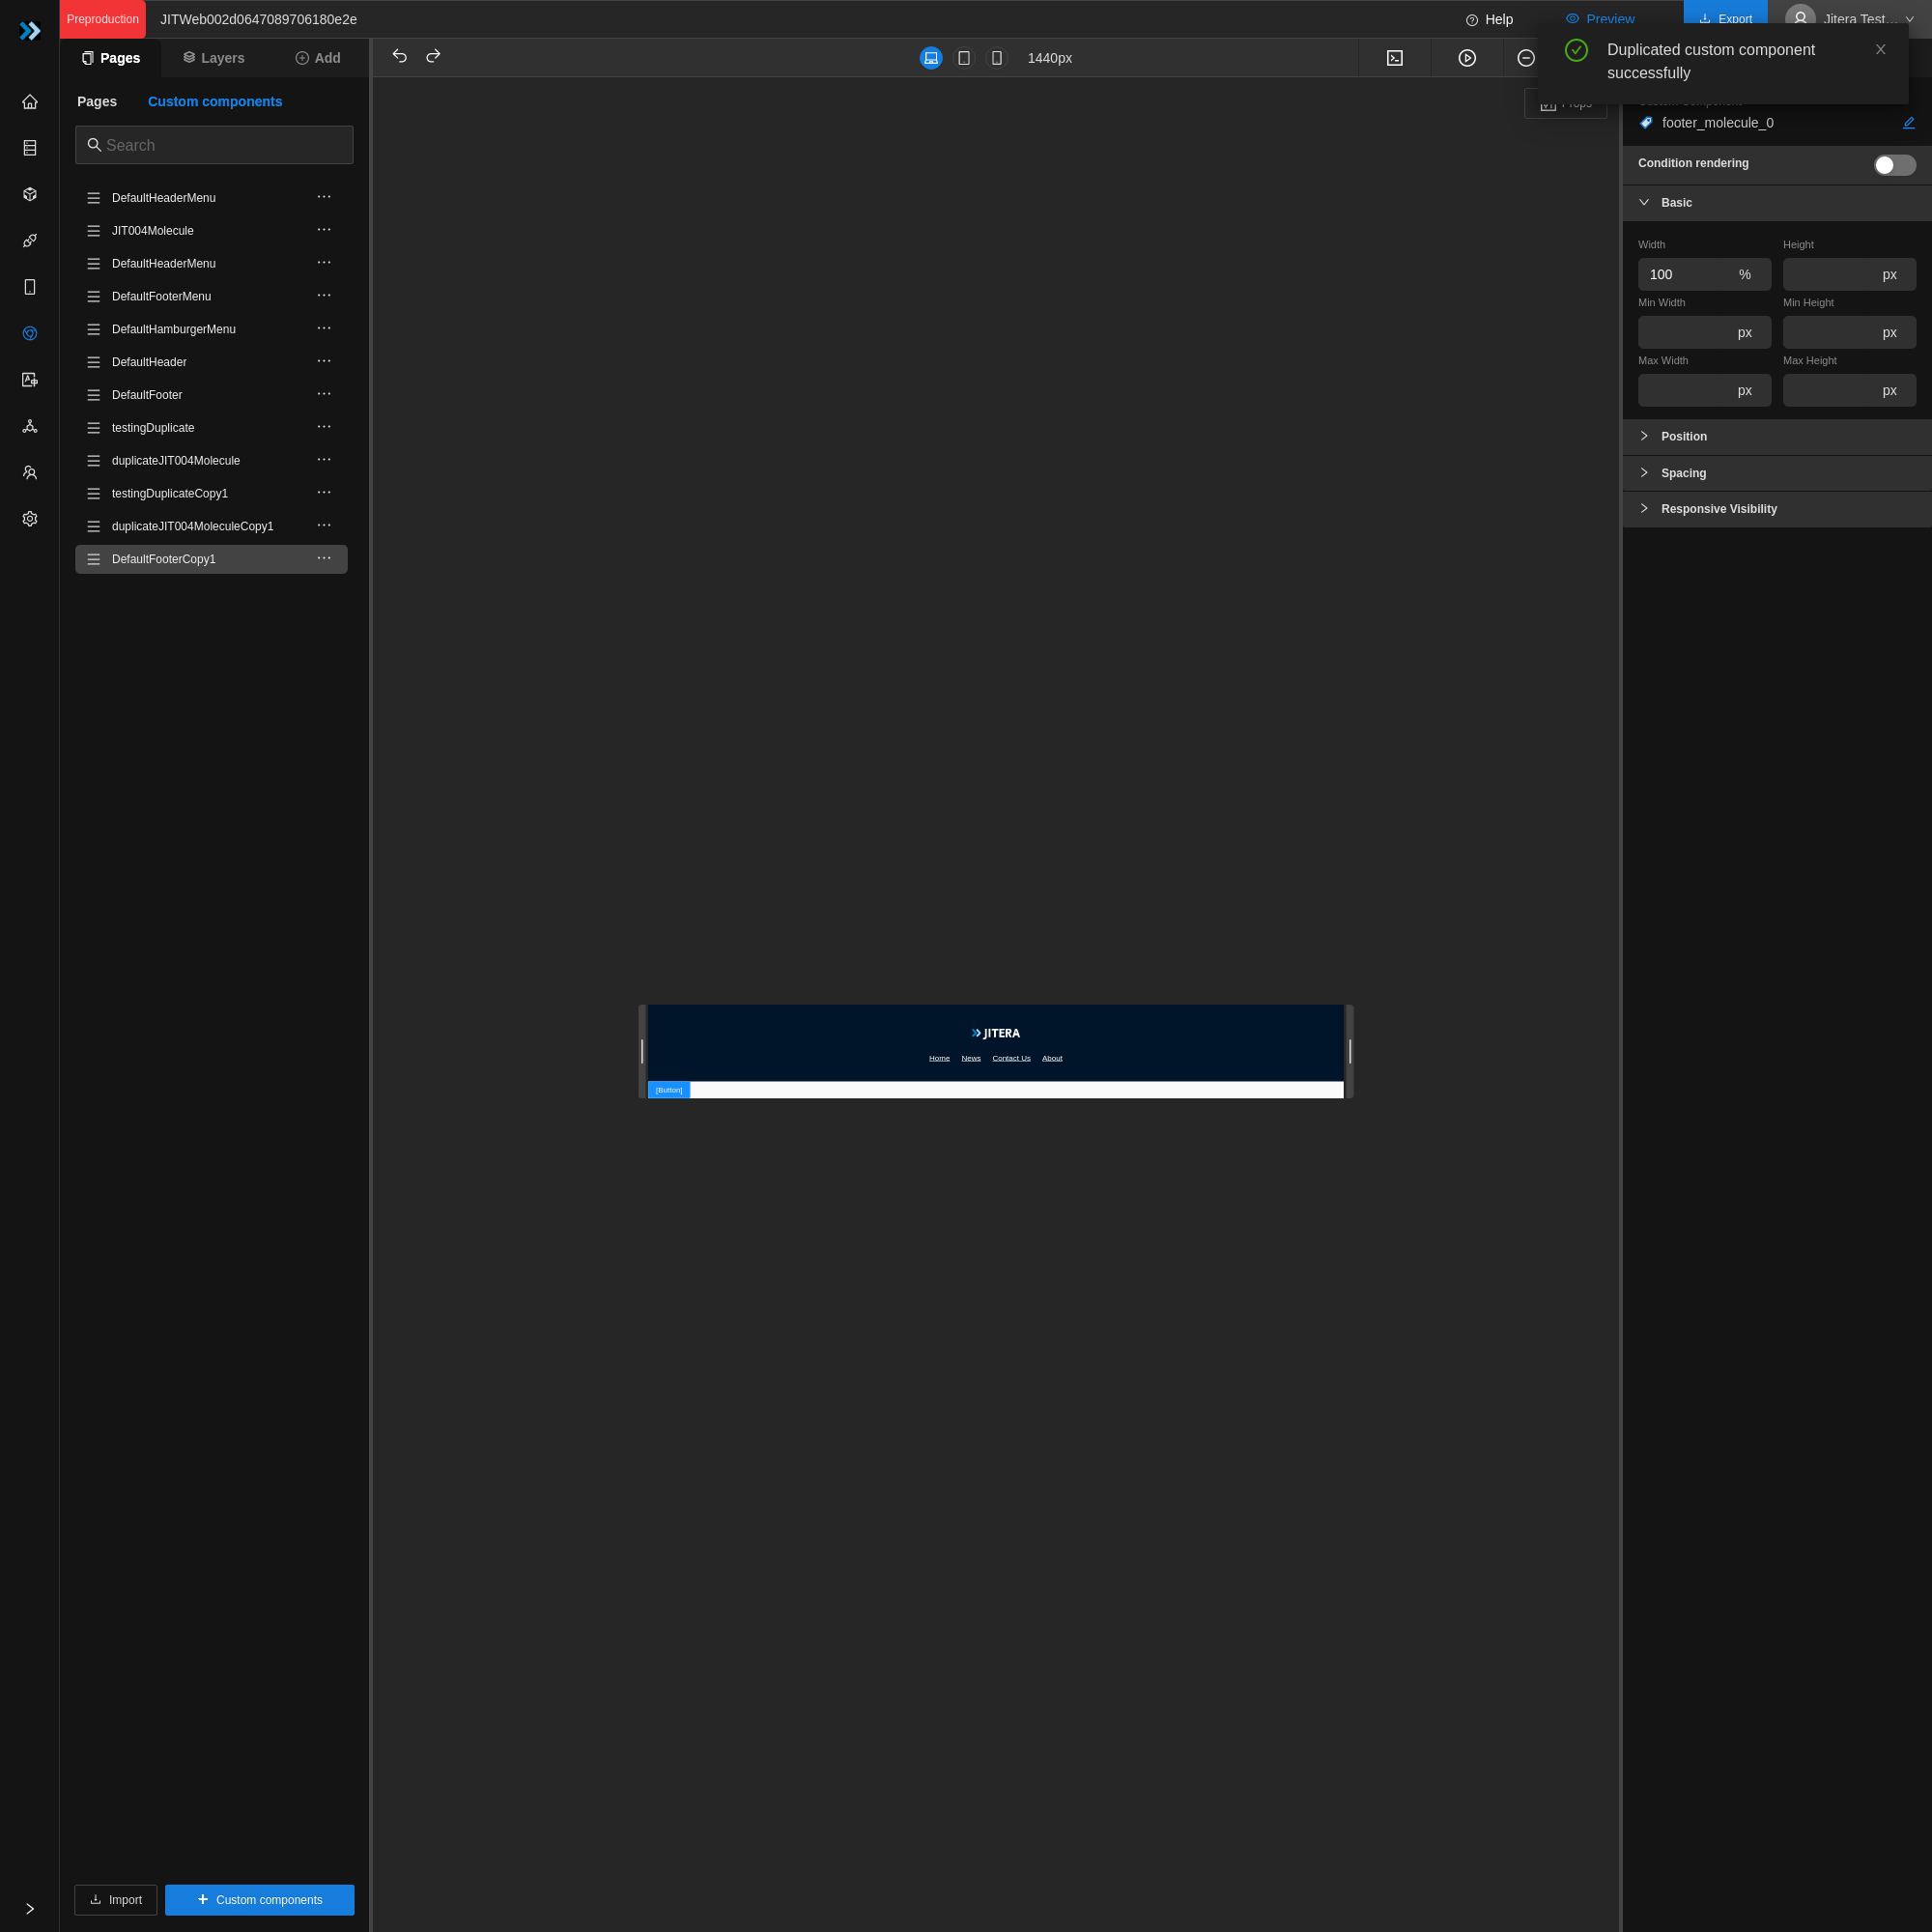 Preproduction
JITWeb002d0647089706180e2e
Help
Preview
Export
Jitera Test...
Duplicated custom component
successfully
Pages
Layers
Add
1440px
Pages
Custom components
Search
DefaultHeaderMenu
JIT004Molecule
DefaultHeaderMenu
DefaultFooterMenu
DefaultHamburgerMenu
DefaultHeader
DefaultFooter
testingDuplicate
duplicateJIT004Molecule
testingDuplicateCopy1
duplicateJIT004MoleculeCopy1
DefaultFooterCopy1
Import
Custom components
JITERA
Home
News
Contact Us
About
[Button]
Props
footer_molecule_0
Condition rendering
Basic
Width
Height
100
%
px
Min Width
Min Height
px
px
Max Width
Max Height
px
px
Position
Spacing
Responsive Visibility